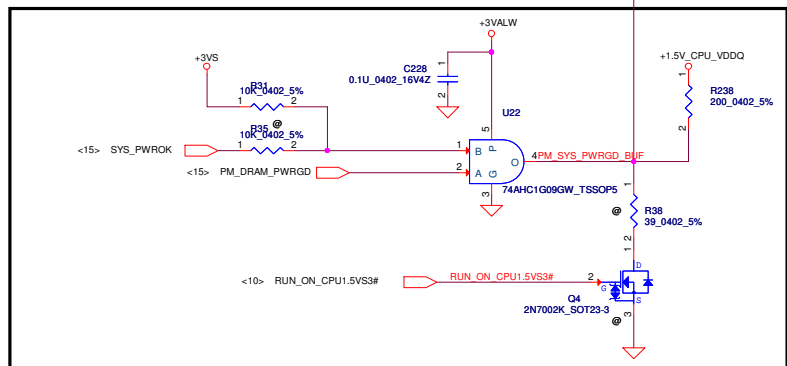 +3VALW
+3VS
+1.5V_CPU_VDDQ
C228
0.1U_0402_16V4Z
1
2
R31
10K_0402_5%
1 2
@
R35
10K_0402_5%
1 2
R238
200_0402_5%
1
2
U22
5
<15> SYS_PWROK
1 B P
O 4 PM_SYS_PWRGD_BUF
<15> PM_DRAM_PWRGD
2 A G
3
74AHC1G09GW_TSSOP5
1
@
R38
39_0402_5%
2
1
D
<10> RUN_ON_CPU1.5VS3#
RUN_ON_CPU1.5VS3#
2
G
S
Q4
2N7002K_SOT23-3
@
3